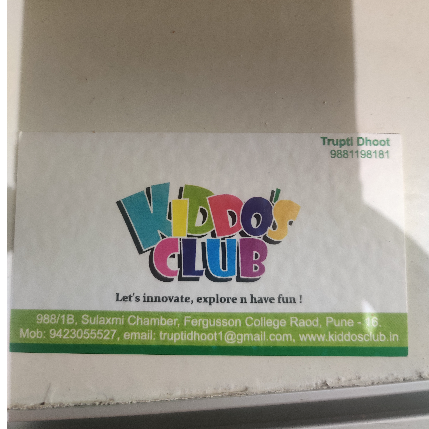 Trupti Dhoot
9881198181
KIDDO'S
CLUB
Let's innovate, explore n have fun !
988/1B, Sulaxmi Chamber, Fergusson College Raod, Pune - 16.
Mob: 9423055527, email: truptidhoot1@gmail.com, www.kiddosclub.in